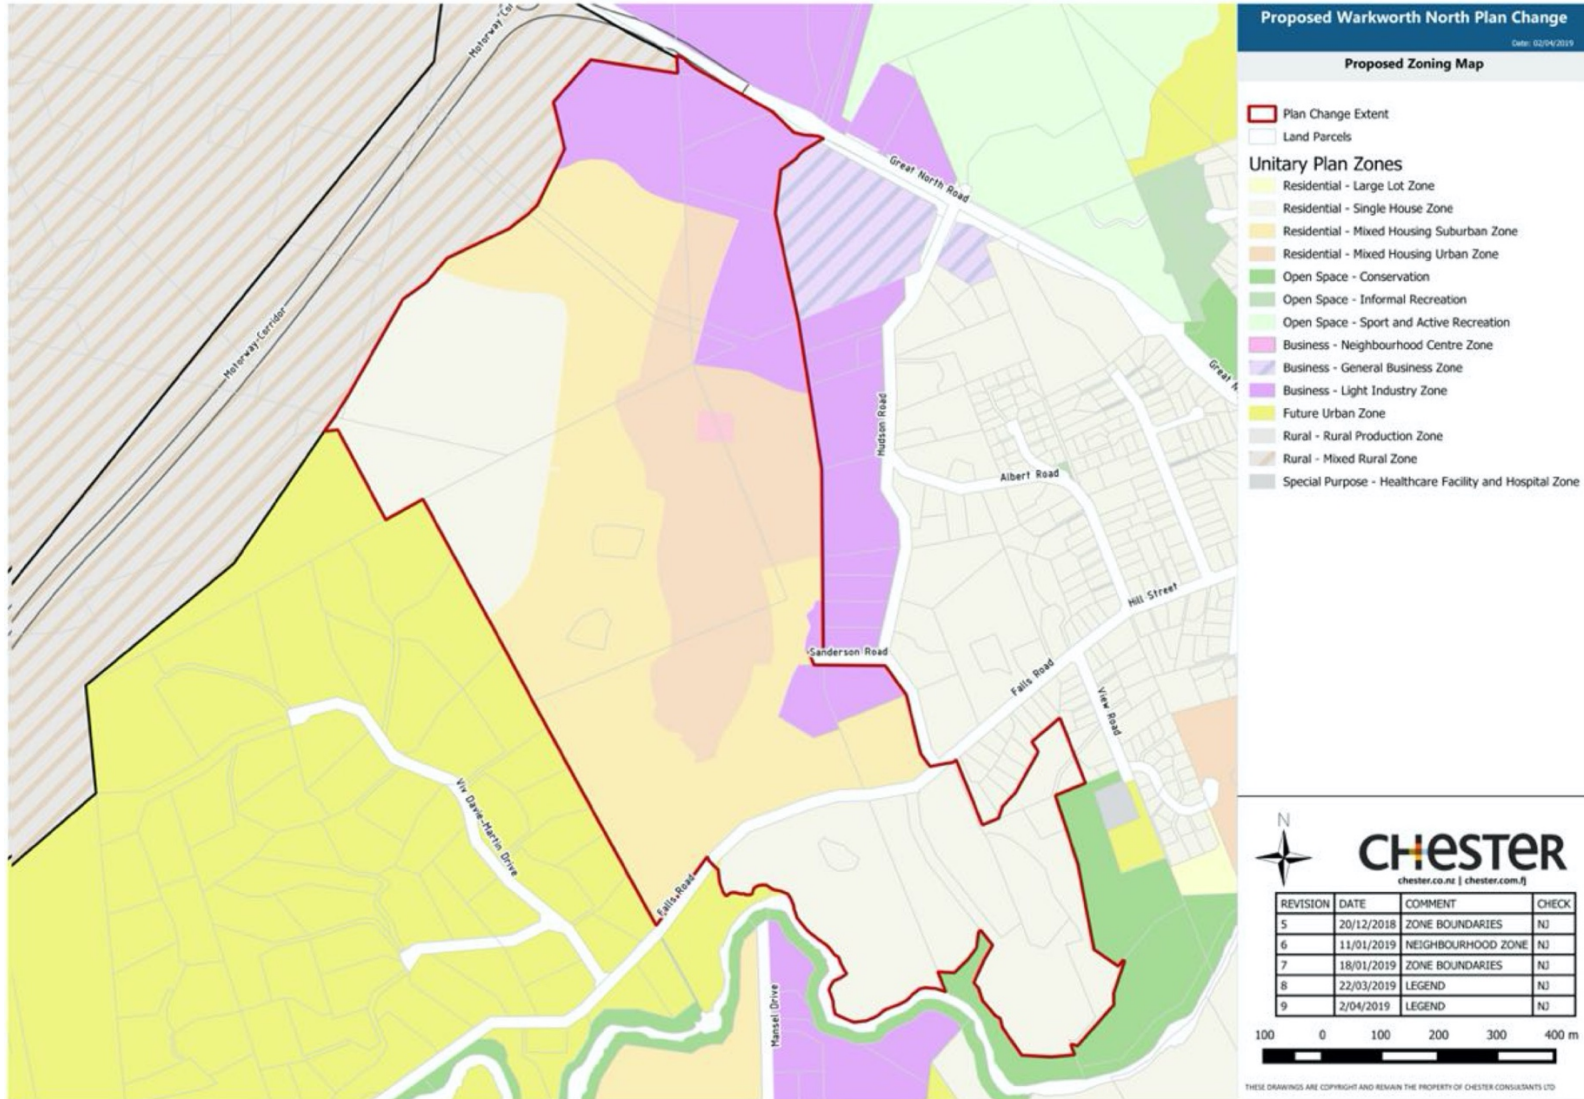 Proposed Warkworth North Plan Change
Date: 02/04/2019
Proposed Zoning Map
Plan Change Extent
Land Parcels
Unitary Plan Zones
Residential - Large Lot Zone
Residential - Single House Zone
Residential - Mixed Housing Suburban Zone
Residential - Mixed Housing Urban Zone
Open Space - Conservation
Open Space - Informal Recreation
Open Space - Sport and Active Recreation
Business - Neighbourhood Centre Zone
Business - General Business Zone
Business - Light Industry Zone
Future Urban Zone
Rural - Rural Production Zone
Rural - Mixed Rural Zone
Special Purpose - Healthcare Facility and Hospital Zone
Motorway Cor
Great North Road
Motorway Corridor
Great N
Hudson Road
Albert Road
Hill Street
Sanderson Road
Falls Road
View Road
Viv Davie-Martin Drive
Falls Road
Mansel Drive
N
CHESTER
chester.co.nz | chester.com.fj
REVISION DATE COMMENT CHECK
5 20/12/2018 ZONE BOUNDARIES NJ
6 11/01/2019 NEIGHBOURHOOD ZONE NJ
7 18/01/2019 ZONE BOUNDARIES NJ
8 22/03/2019 LEGEND NJ
9 2/04/2019 LEGEND NJ
100 0 100 200 300 400 m
THESE DRAWINGS ARE COPYRIGHT AND REMAIN THE PROPERTY OF CHESTER CONSULTANTS LTD